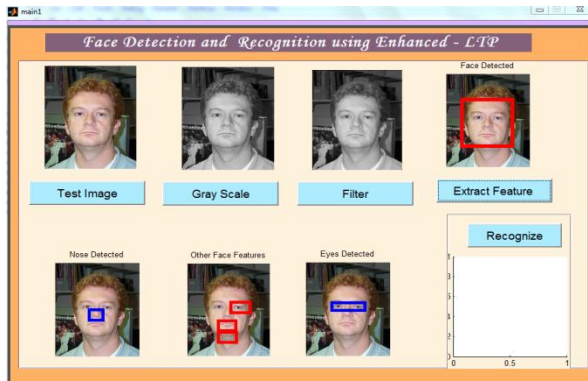 main1
Face Detection and Recognition using Enhanced - LTP
Face Detected
Test Image
Gray Scale
Filter
Extract Feature
Recognize
Nose Detected
Other Face Features
Eyes Detected
0
0.5
1